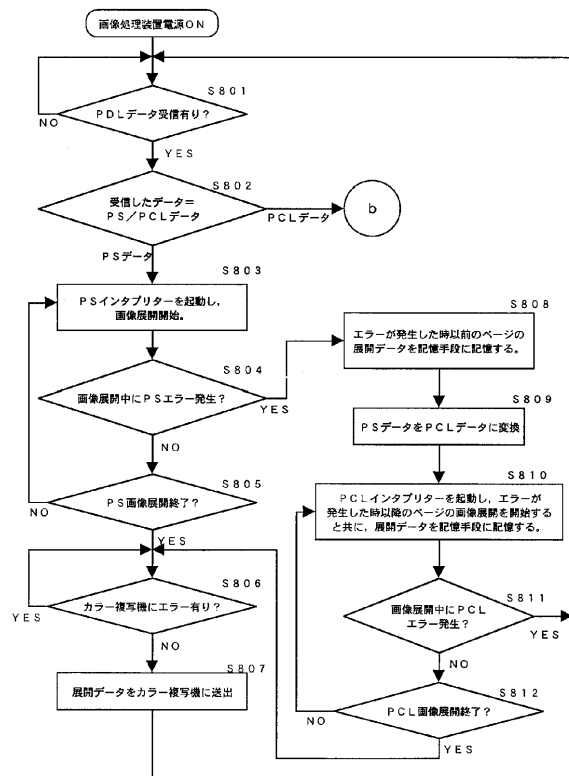 画像処理装置電源ON
S801
PDLデータ受信有り？
NO
YES
S802
受信したデータ＝
PS／PCLデータ
PCLデータ
b
PSデータ
S803
PSインタプリターを起動し，
画像展開開始。
S804
画像展開中にPSエラー発生？
YES
NO
S805
PS画像展開終了？
NO
YES
S806
カラー複写機にエラー有り？
YES
NO
S807
展開データをカラー複写機に送出
S808
エラーが発生した時以前のページの
展開データを記憶手段に記憶する。
S809
PSデータをPCLデータに変換
S810
PCLインタプリターを起動し，エラーが
発生した時以降のページの画像展開を開始する
と共に，展開データを記憶手段に記憶する。
S811
画像展開中にPCL
エラー発生？
YES
NO
S812
PCL画像展開終了？
NO
YES